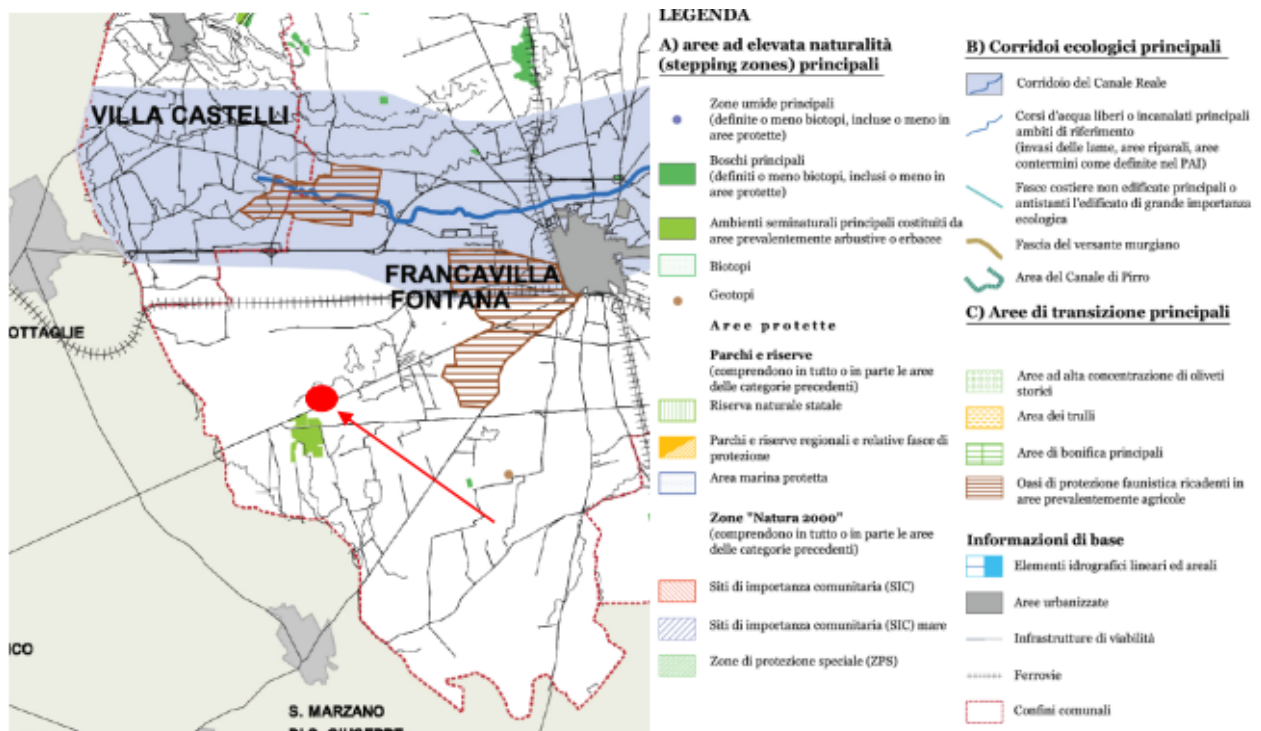 VILLA CASTELLI
FRANCAVILLA
FONTANA
OTTAGLIE
ICO
S. MARZANO
DI S. GIUSEPPE
LEGENDA
A) aree ad elevata naturalità
(stepping zones) principali
Zone umide principali
(definite o meno biotopi, incluse o meno in
aree protette)
Boschi principali
(definiti o meno biotopi, inclusi o meno in
aree protette)
Ambienti seminaturali principali costituiti da
aree prevalentemente arbustive o erbacee
Biotopi
Geotopi
Aree protette
Parchi e riserve
(comprendono in tutto o in parte le aree
delle categorie precedenti)
Riserva naturale statale
Parchi e riserve regionali e relative fasce di
protezione
Area marina protetta
Zone "Natura 2000"
(comprendono in tutto o in parte le aree
delle categorie precedenti)
Siti di importanza comunitaria (SIC)
Siti di importanza comunitaria (SIC) mare
Zone di protezione speciale (ZPS)
B) Corridoi ecologici principali
Corridoio del Canale Reale
Corsi d'acqua liberi o incanalati principali
ambiti di riferimento
(invasi delle lame, aree riparali, aree
contermini come definite nel PAI)
Fasce costiere non edificate principali o
antistanti l'edificato di grande importanza
ecologica
Fascia del versante murgiano
Area del Canale di Pirro
C) Aree di transizione principali
Aree ad alta concentrazione di oliveti
storici
Area dei trulli
Aree di bonifica principali
Oasi di protezione faunistica ricadenti in
aree prevalentemente agricole
Informazioni di base
Elementi idrografici lineari ed areali
Aree urbanizzate
Infrastrutture di viabilità
Ferrovie
Confini comunali